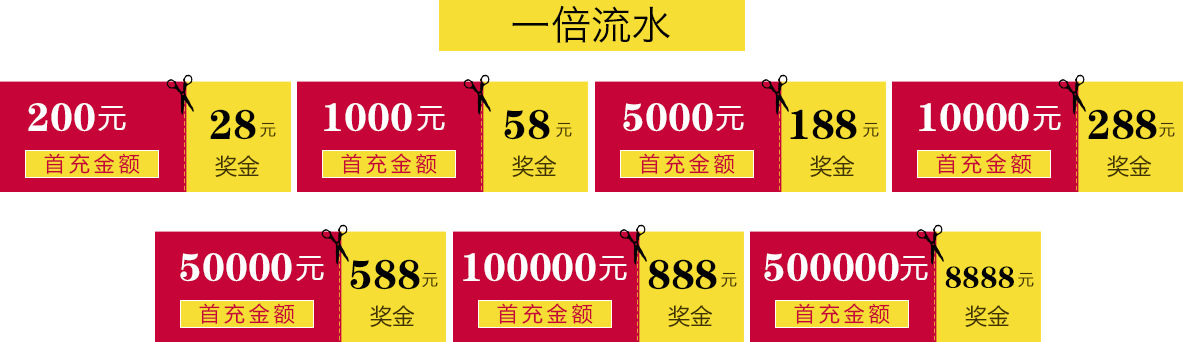 一倍流水
200元
首充金额
28元
奖金
1000元
首充金额
58元
奖金
5000元
首充金额
188元
奖金
10000元
首充金额
288元
奖金
50000元
首充金额
588元
奖金
100000元
首充金额
888元
奖金
500000元
首充金额
8888元
奖金